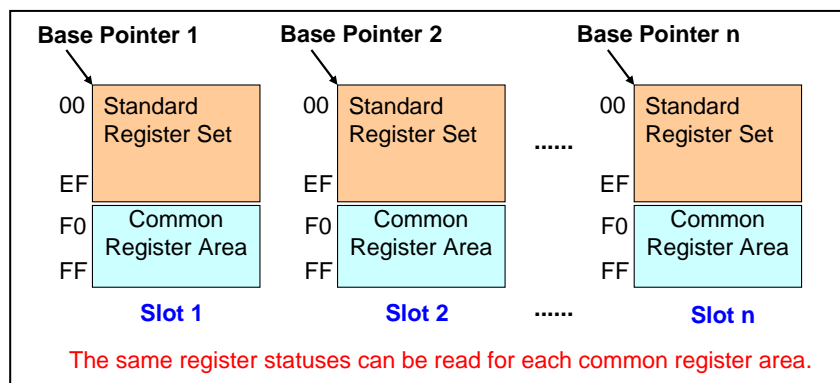 Base Pointer 1 Base Pointer 2 Base Pointer n
00 Standard Register Set
EF
F0 Common Register Area
FF
Slot 1
00 Standard Register Set
EF
F0 Common Register Area
FF
Slot 2
......
......
00 Standard Register Set
EF
F0 Common Register Area
FF
Slot n
The same register statuses can be read for each common register area.